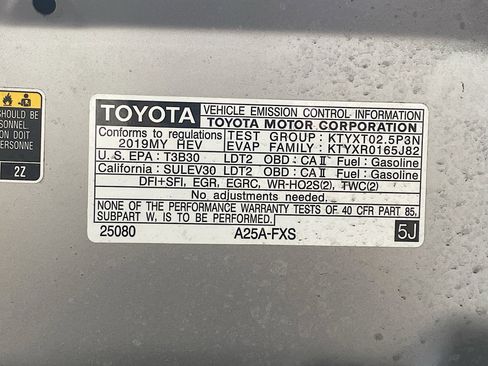 TOYOTA VEHICLE EMISSION CONTROL INFORMATION
TOYOTA MOTOR CORPORATION
Conforms to regulations TEST GROUP : KTYXT02.5P3N
2019MY HEV EVAP FAMILY : KTYXR0165J82
U. S. EPA : T3B30 LDT2 OBD : CA II Fuel : Gasoline
California : SULEV30 LDT2 OBD : CA II Fuel : Gasoline
DFI+SFI, EGR, EGRC, WR-HO2S(2), TWC(2)
No adjustments needed.
NONE OF THE PERFORMANCE WARRANTY TESTS OF 40 CFR PART 85,
SUBPART W, IS TO BE PERFORMED.
25080 A25A-FXS 5J
SHOULD BE
ON DOIT
PERSONNE
2Z